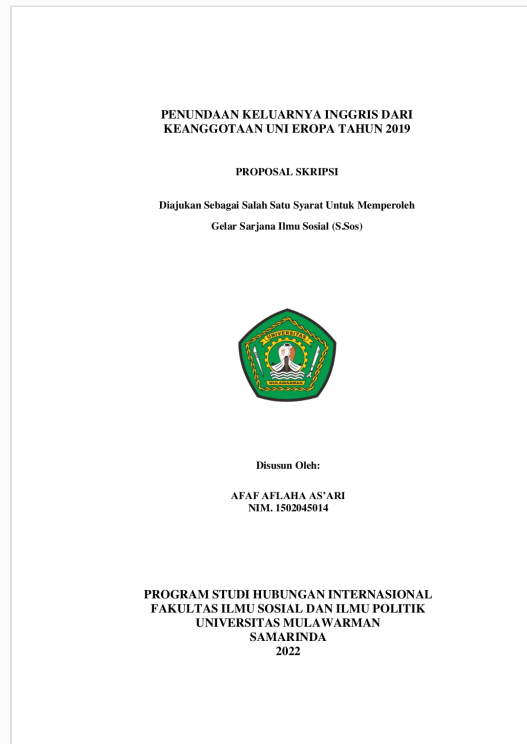 PENUNDAAN KELUARNYA INGGRIS DARI
KEANGGOTAAN UNI EROPA TAHUN 2019
PROPOSAL SKRIPSI
Diajukan Sebagai Salah Satu Syarat Untuk Memperoleh
Gelar Sarjana Ilmu Sosial (S.Sos)
UNIVERSITAS
MULAWARMAN
Disusun Oleh:
AFAF AFLAHA AS’ARI
NIM. 1502045014
PROGRAM STUDI HUBUNGAN INTERNASIONAL
FAKULTAS ILMU SOSIAL DAN ILMU POLITIK
UNIVERSITAS MULAWARMAN
SAMARINDA
2022